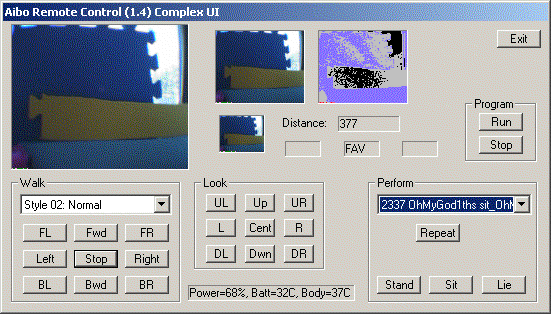 Aibo Remote Control (1.4) Complex UI
Exit
Distance: 377
FAV
Program
Run
Stop
Walk
Style 02: Normal
FL Fwd FR
Left Stop Right
BL Bwd BR
Look
UL Up UR
L Cent R
DL Dwn DR
Power=68%, Batt=32C, Body=37C
Perform
2337 OhMyGod1ths sit_OhM
Repeat
Stand Sit Lie